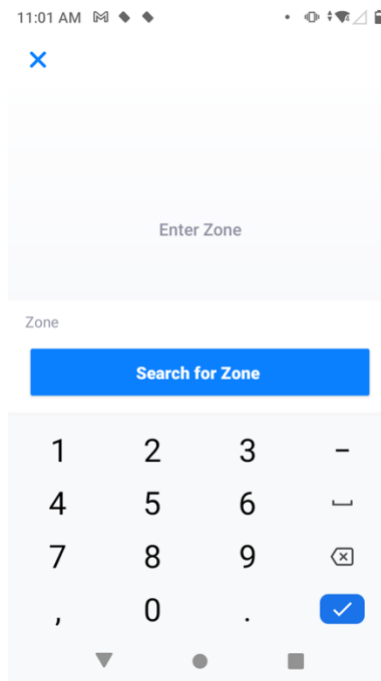 11:01 AM
Enter Zone
Zone
Search for Zone
1 2 3 –
4 5 6
7 8 9
, 0 .